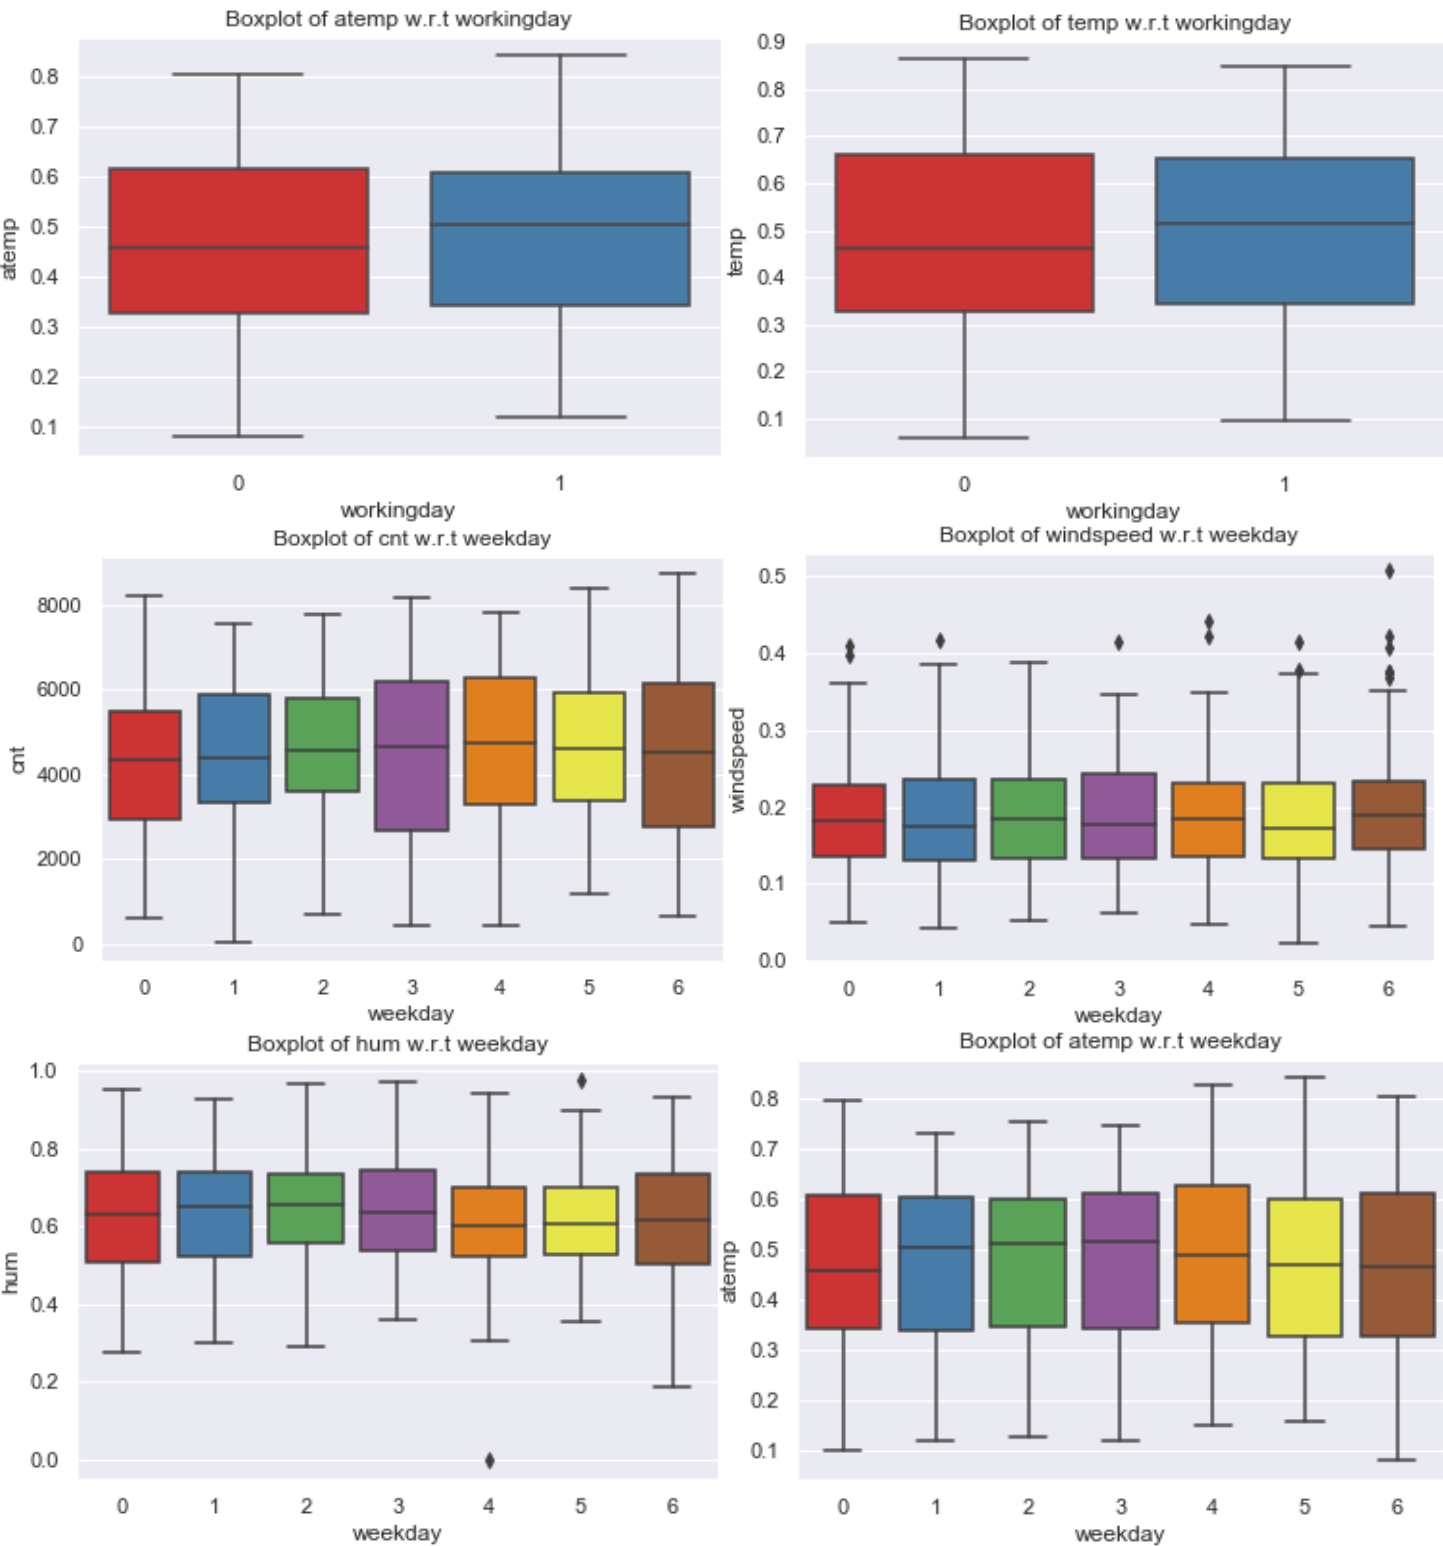 Boxplot of atemp w.r.t workingday
0.8
0.7
0.6
0.5
0.4
0.3
0.2
0.1
atemp
0 1
workingday
Boxplot of temp w.r.t workingday
0.9
0.8
0.7
0.6
0.5
0.4
0.3
0.2
0.1
temp
0 1
workingday
Boxplot of cnt w.r.t weekday
8000
6000
4000
2000
0
cnt
0 1 2 3 4 5 6
weekday
Boxplot of windspeed w.r.t weekday
0.5
0.4
0.3
0.2
0.1
0.0
windspeed
0 1 2 3 4 5 6
weekday
Boxplot of hum w.r.t weekday
1.0
0.8
0.6
0.4
0.2
0.0
hum
0 1 2 3 4 5 6
weekday
Boxplot of atemp w.r.t weekday
0.8
0.7
0.6
0.5
0.4
0.3
0.2
0.1
atemp
0 1 2 3 4 5 6
weekday